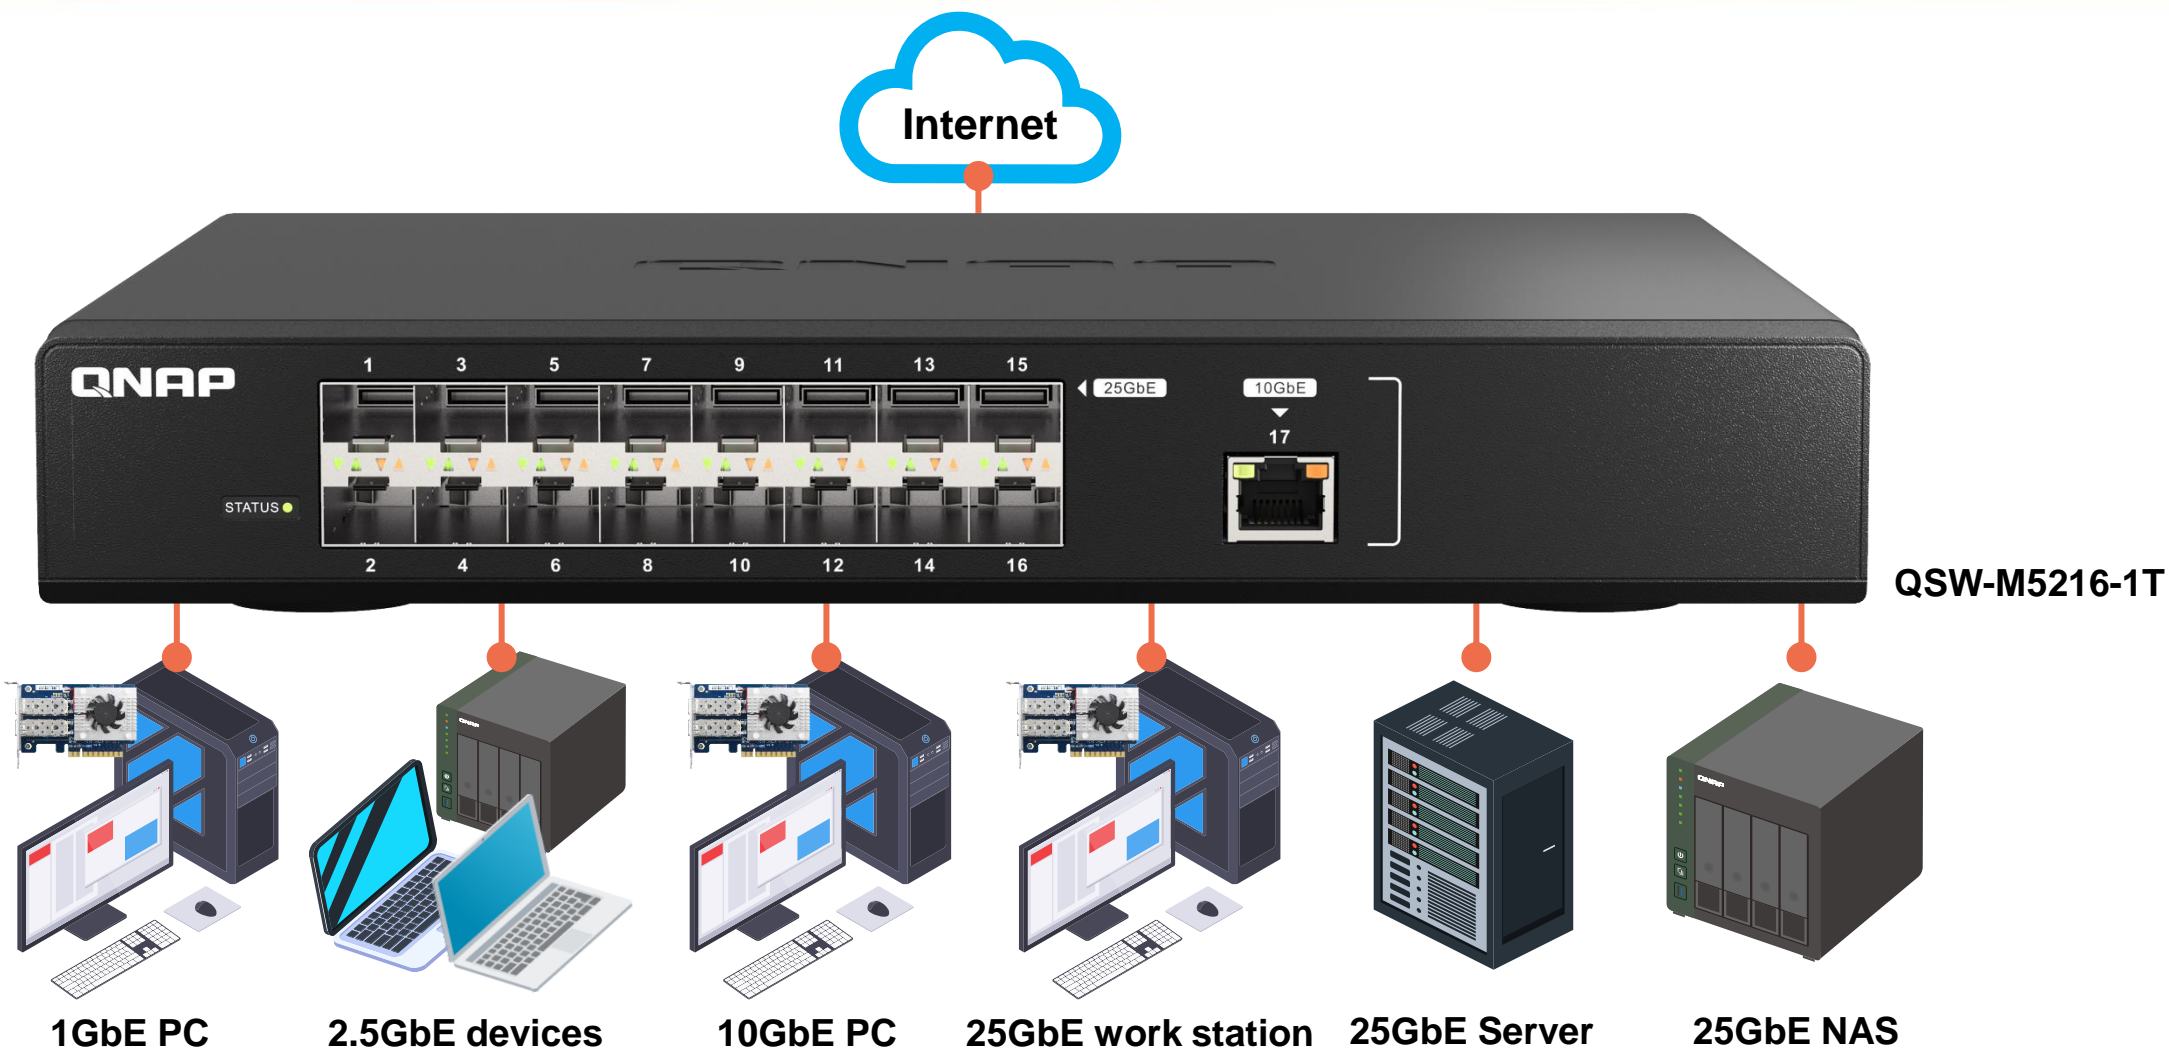 Internet
QNAP
1 3 5 7 9 11 13 15
25GbE
10GbE
17
STATUS
2 4 6 8 10 12 14 16
QSW-M5216-1T
QNAP
QNAP
1GbE PC
2.5GbE devices
10GbE PC
25GbE work station
25GbE Server
25GbE NAS